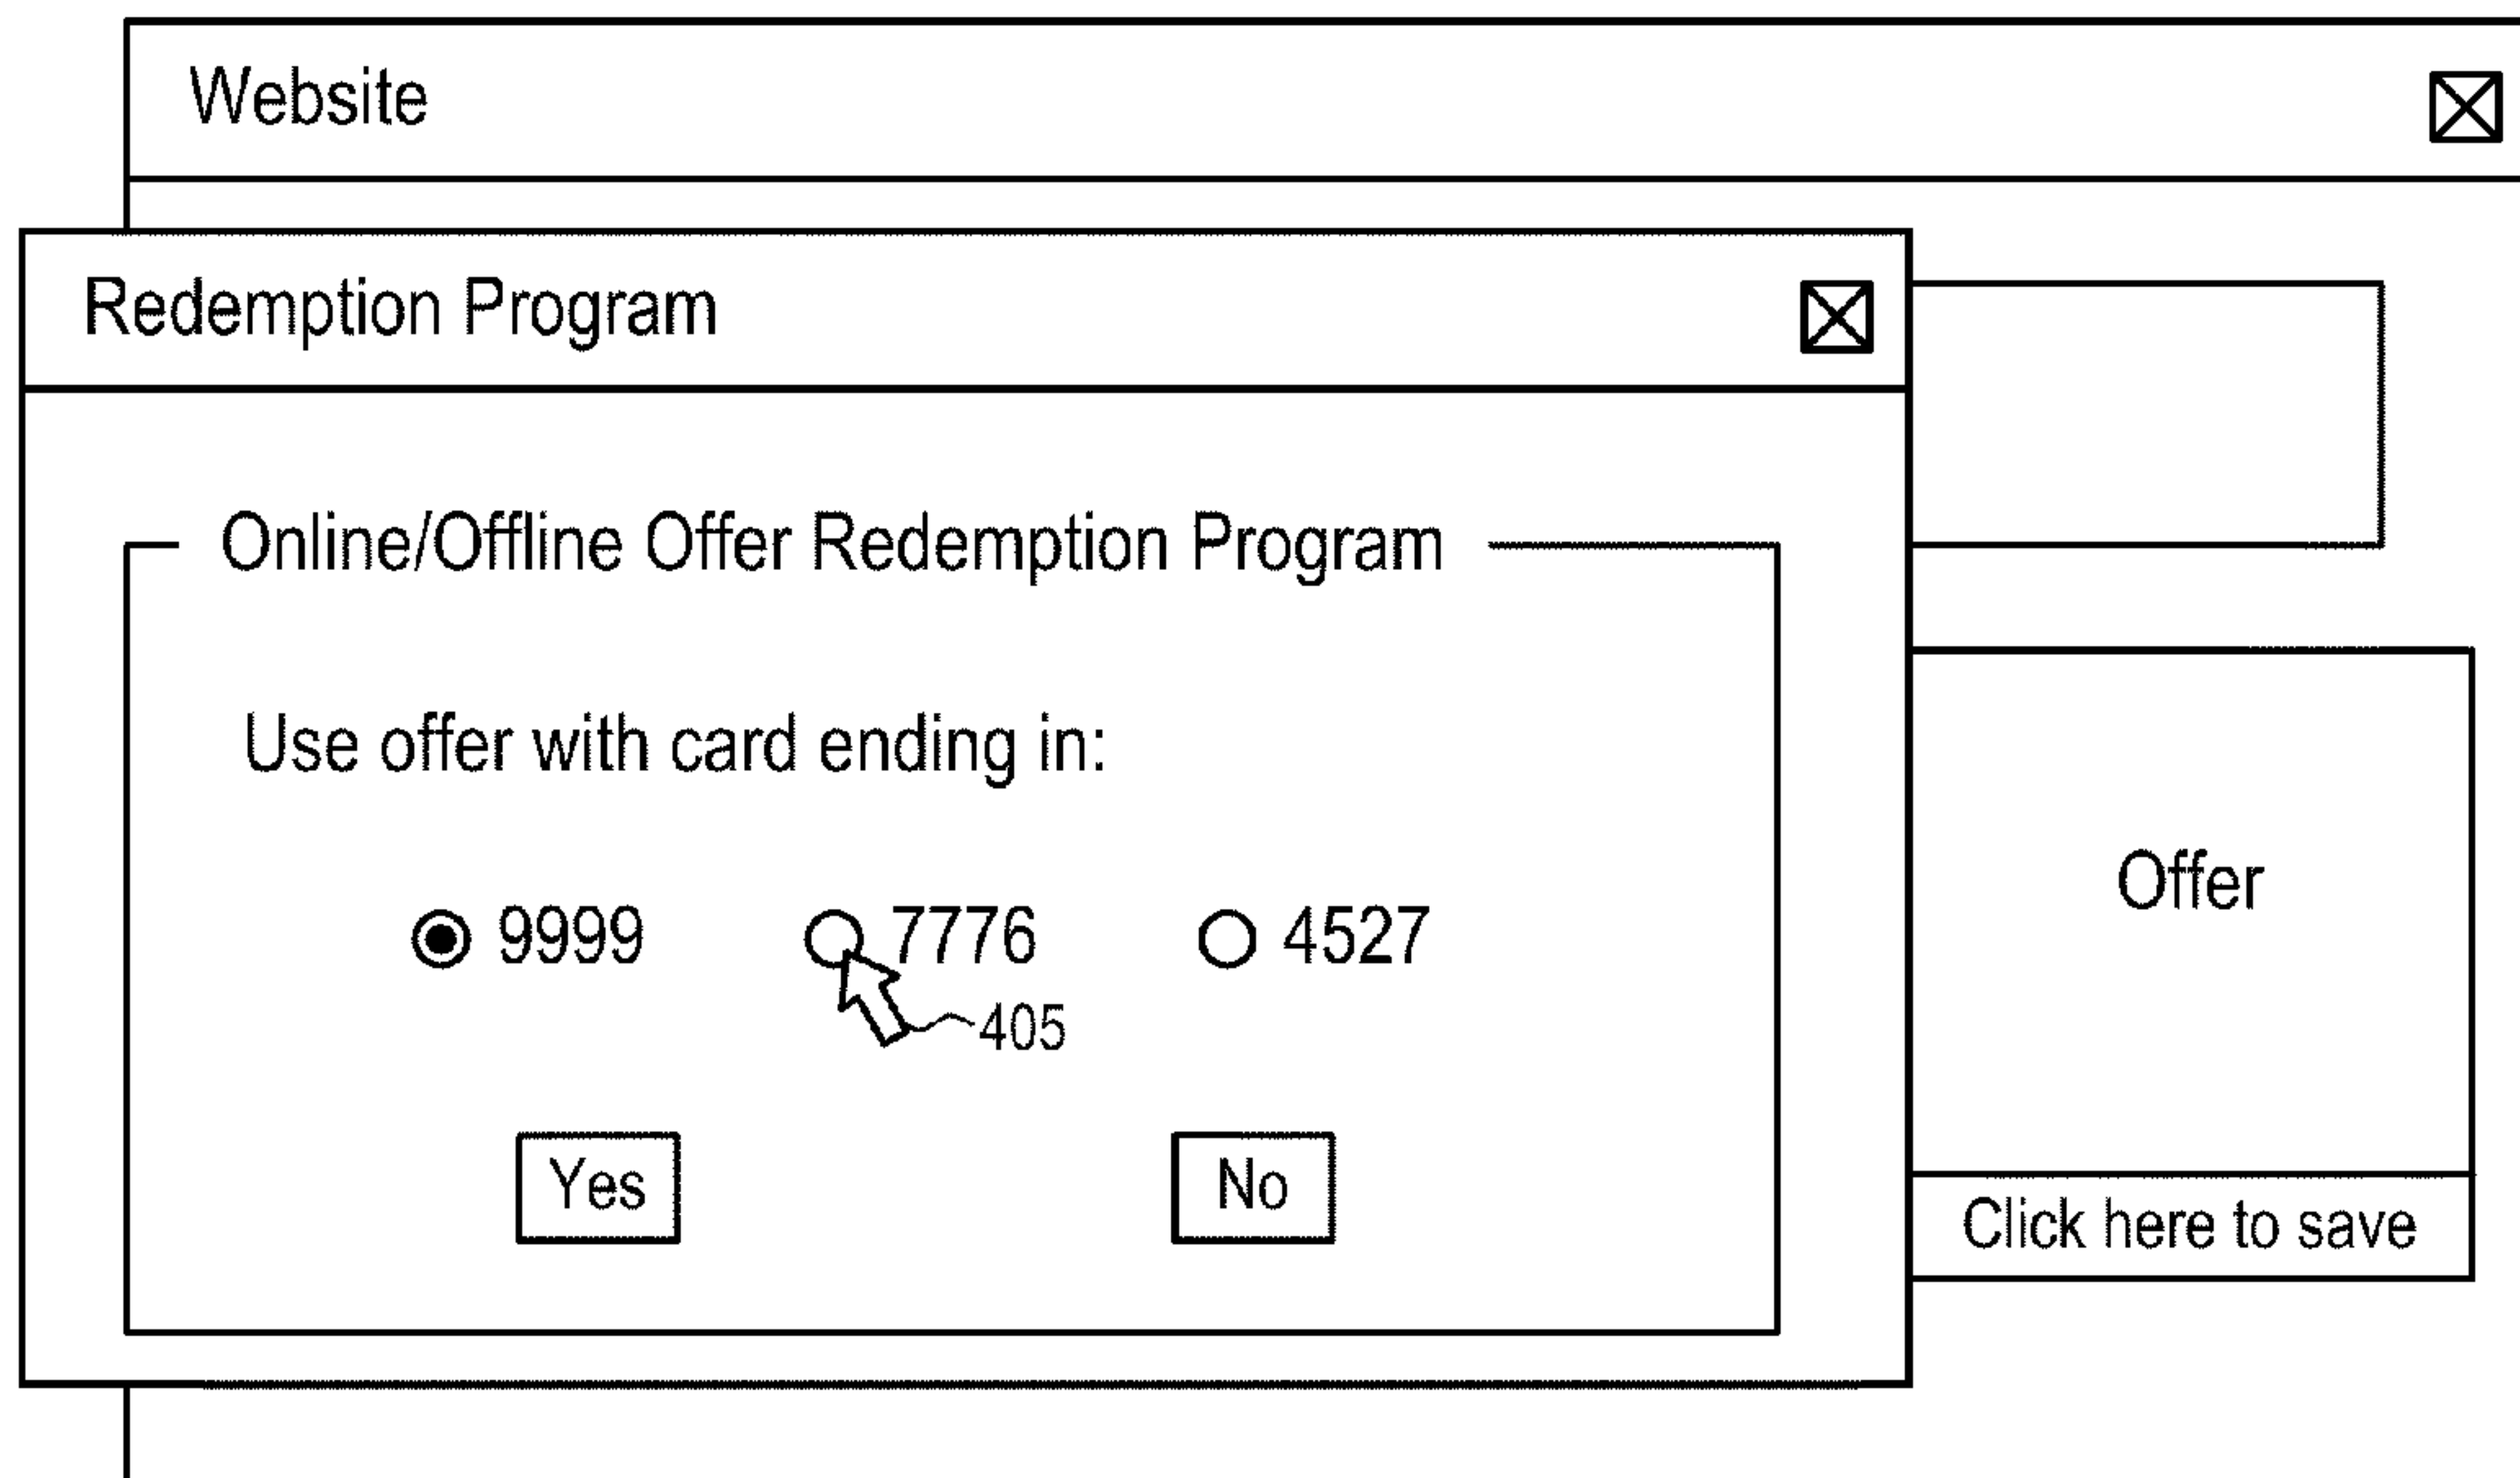 Website
Redemption Program
Online/Offline Offer Redemption Program
Use offer with card ending in:
9999 7776 4527
405
Yes No
Offer
Click here to save